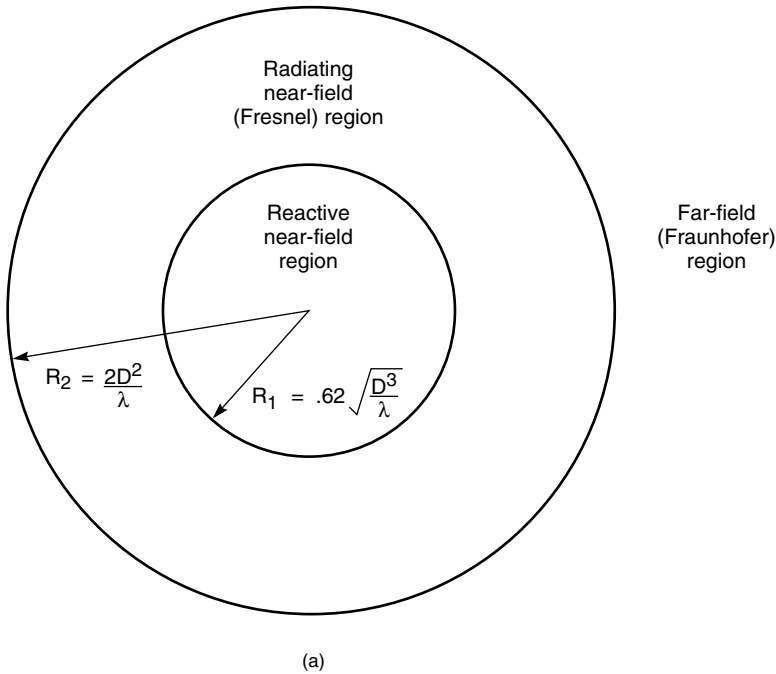 Radiating
near-field
(Fresnel) region
Reactive
near-field
region
Far-field
(Fraunhofer)
region
R₂ = 2D²/λ
R₁ = .62 √(D³/λ)
(a)